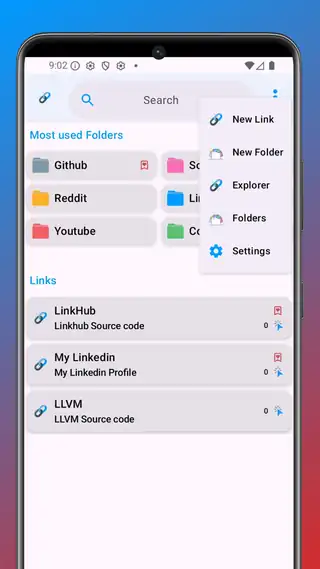 9:02
Search
New Link
New Folder
Explorer
Folders
Settings
Most used Folders
Github
Reddit
Youtube
Links
LinkHub
Linkhub Source code
0
My Linkedin
My Linkedin Profile
0
LLVM
LLVM Source code
0